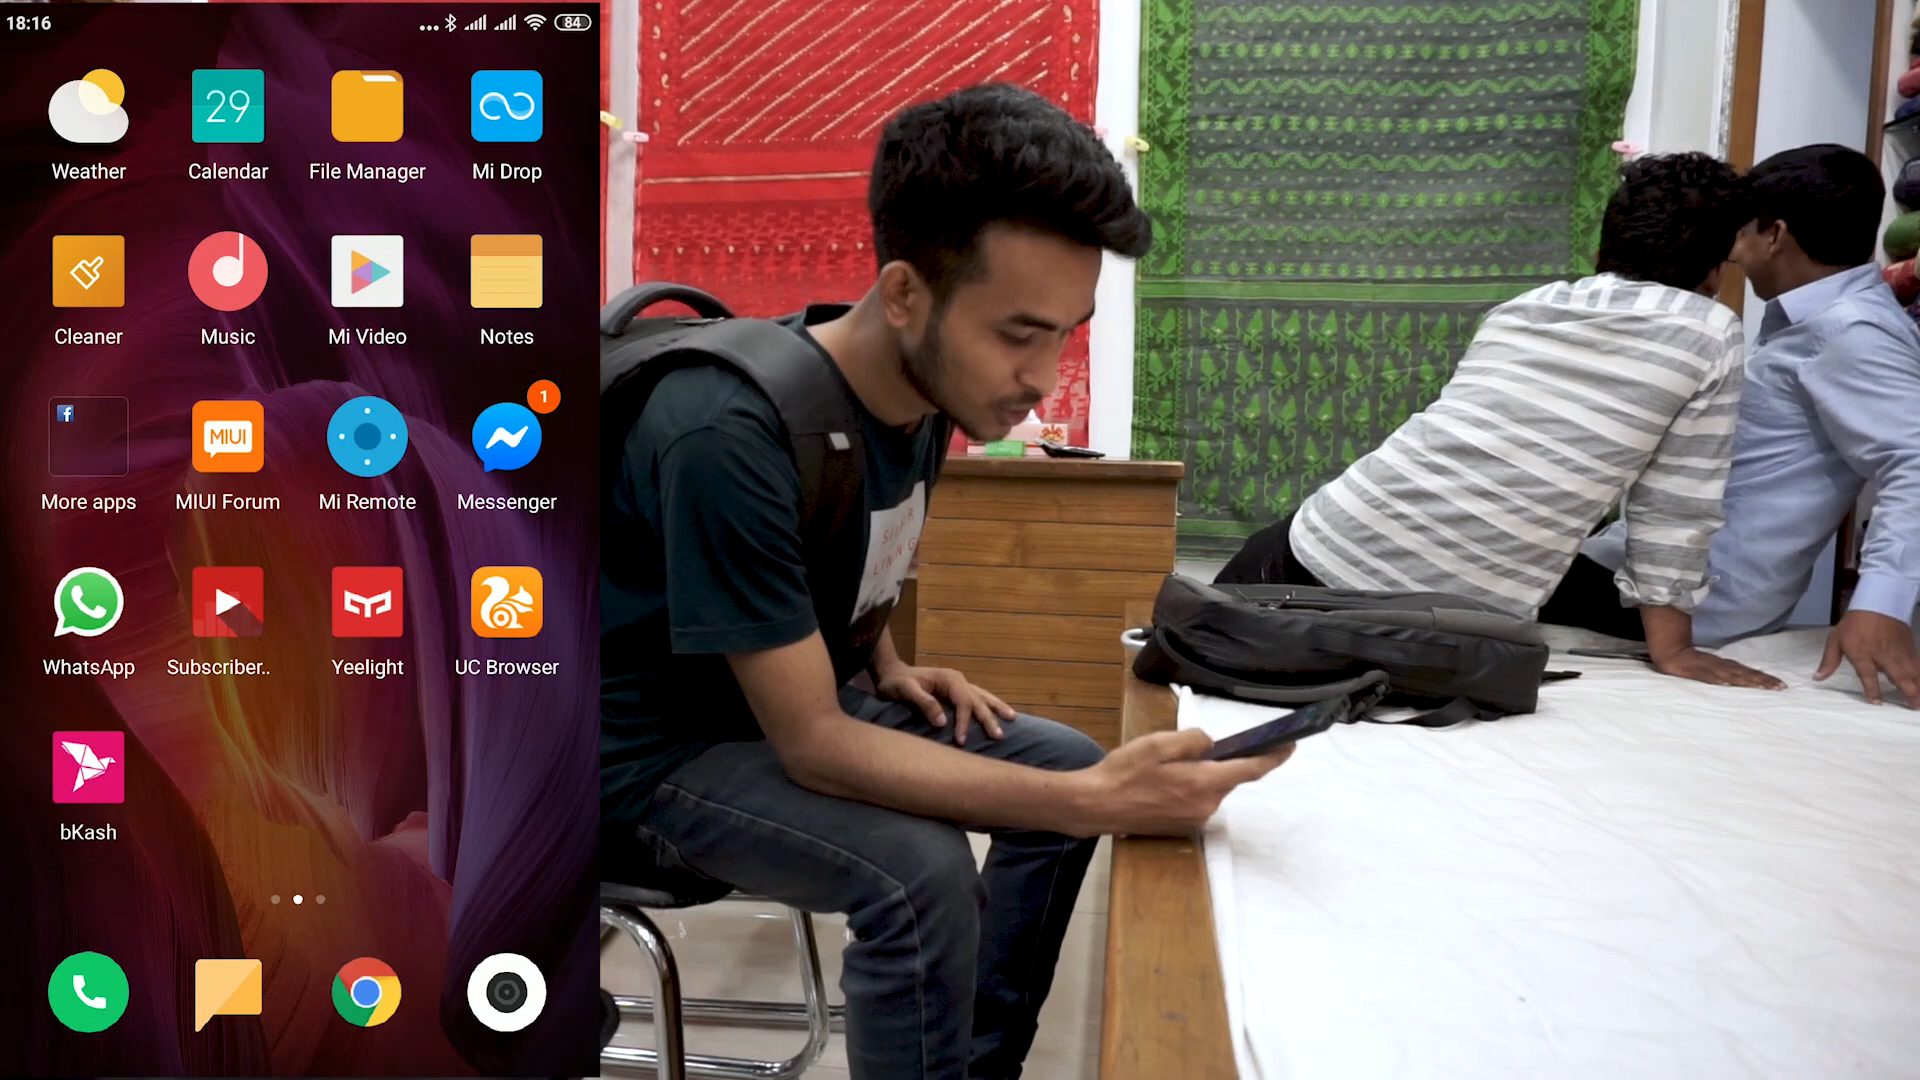 18:16
84
29
Weather
Calendar
File Manager
Mi Drop
Cleaner
Music
Mi Video
Notes
f
MIUI
1
More apps
MIUI Forum
Mi Remote
Messenger
WhatsApp
Subscriber..
Yeelight
UC Browser
bKash